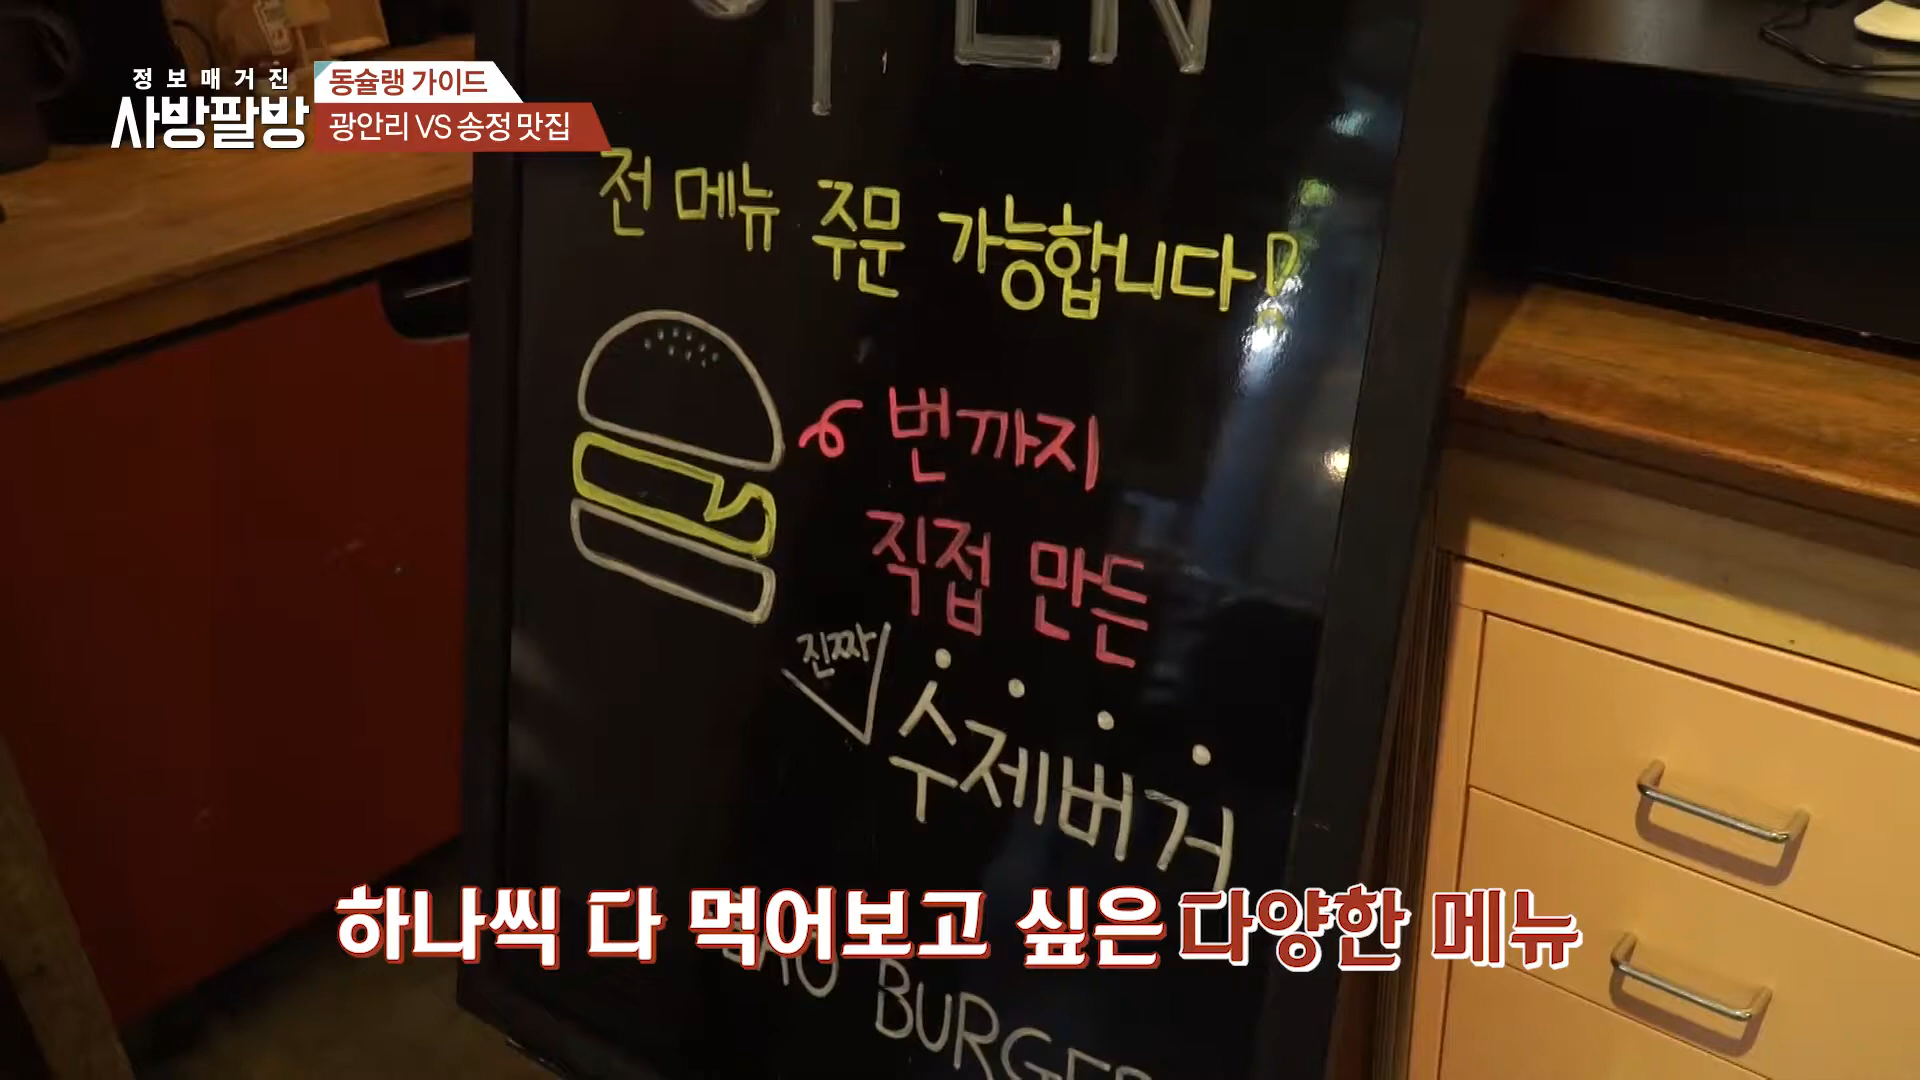 정보매거진
사방팔방
동슐랭 가이드
광안리 VS 송정 맛집
OPEN
전 메뉴 주문 가능합니다!
번까지
직접 만든
진짜
수제버거
하나씩 다 먹어보고 싶은 다양한 메뉴
BURGER